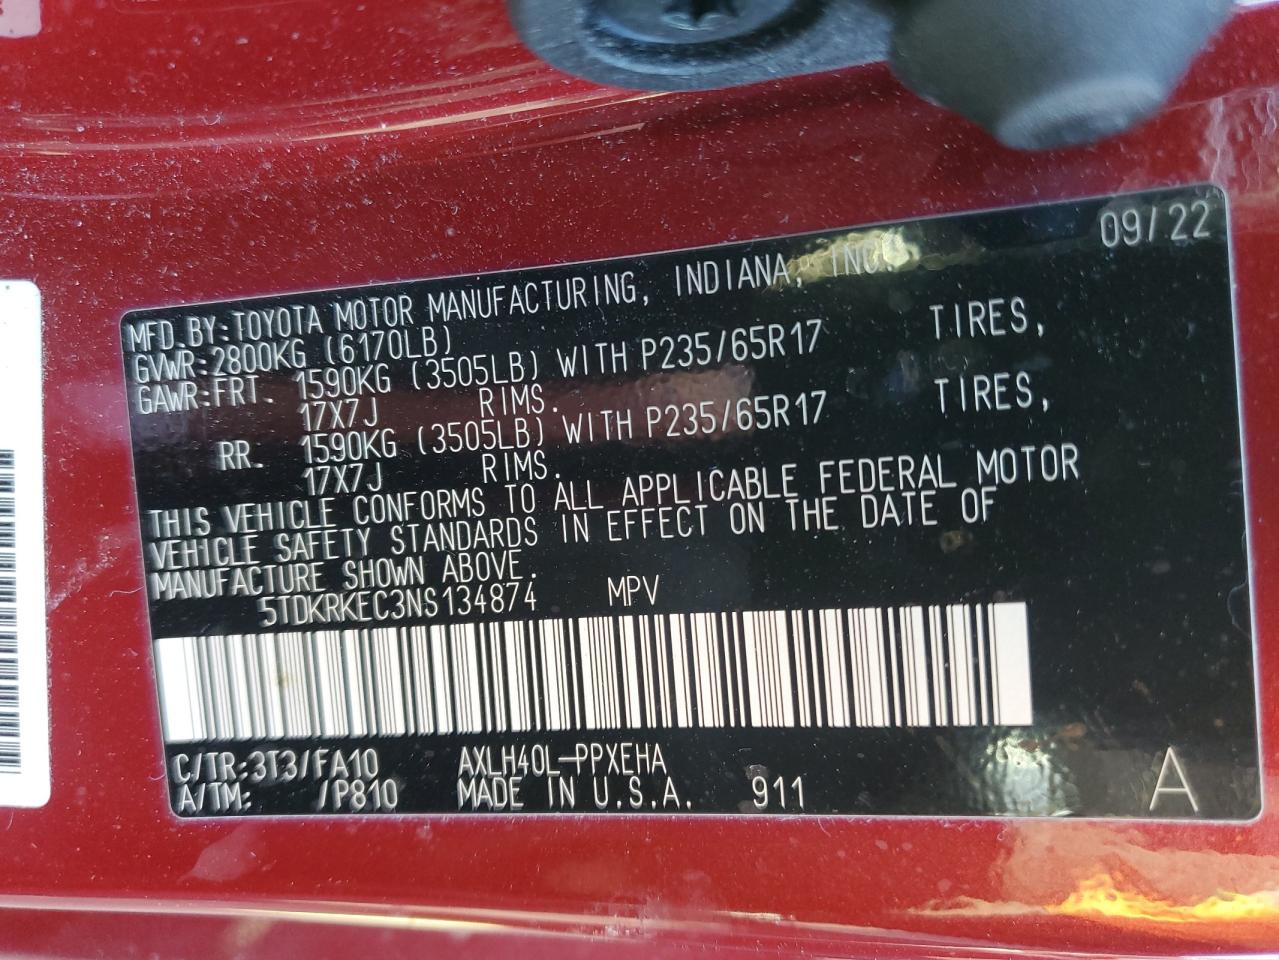 09/22
MFD.BY:TOYOTA MOTOR MANUFACTURING, INDIANA, INC.
GVWR:2800KG (6170LB)
GAWR:FRT. 1590KG (3505LB) WITH P235/65R17 TIRES,
17X7J RIMS.
RR. 1590KG (3505LB) WITH P235/65R17 TIRES,
17X7J RIMS.
THIS VEHICLE CONFORMS TO ALL APPLICABLE FEDERAL MOTOR
VEHICLE SAFETY STANDARDS IN EFFECT ON THE DATE OF
MANUFACTURE SHOWN ABOVE.
5TDKRKEC3NS134874 MPV
C/TR:3T3/FA10 AXLH40L-PPXEHA
A/TM: /P810 MADE IN U.S.A. 911 A